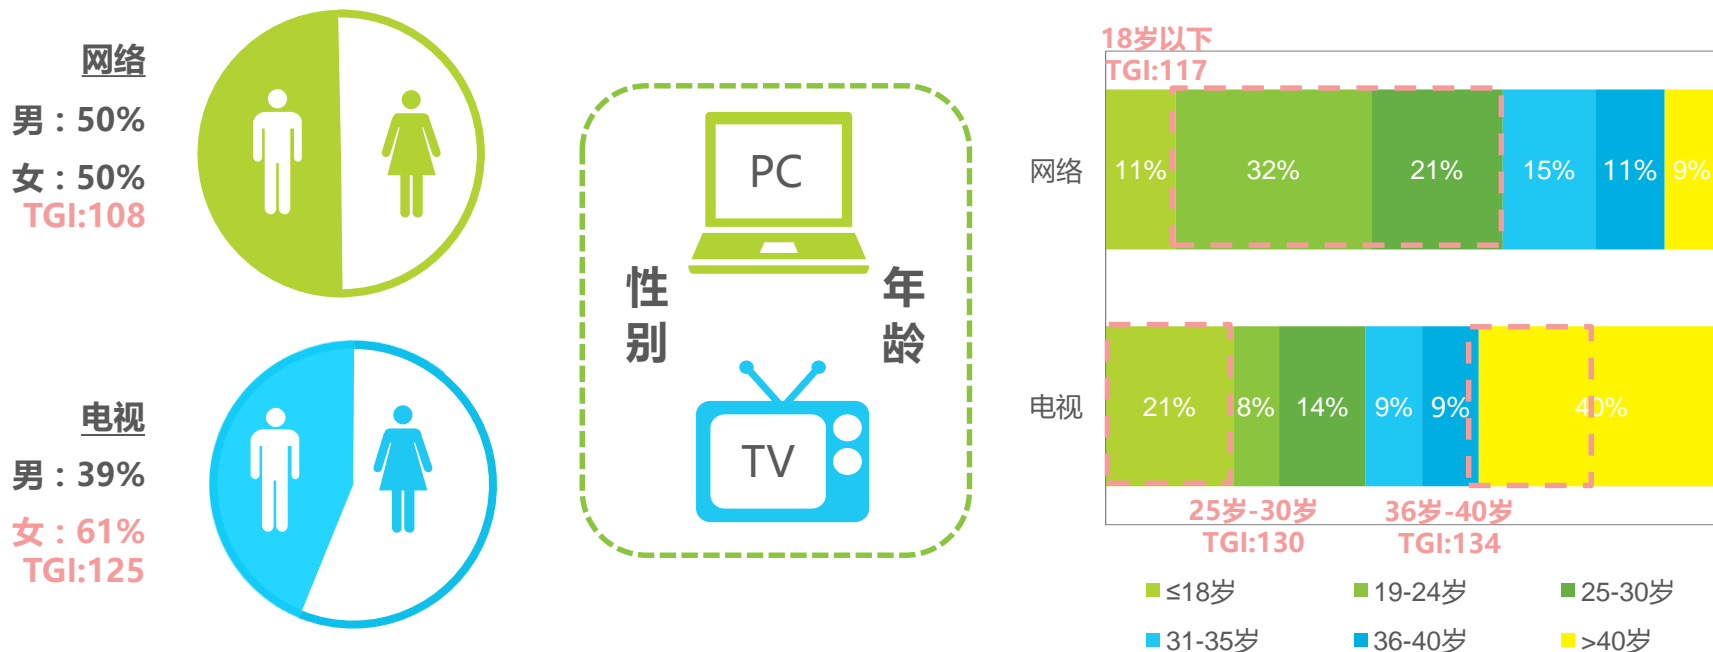 网络
男：50%
女：50%
TGI:108
电视
男：39%
女：61%
TGI:125
PC
性别
年龄
TV
18岁以下
TGI:117
网络
11%
32%
21%
15%
11%
9%
电视
21%
8%
14%
9%
9%
40%
25岁-30岁
TGI:130
36岁-40岁
TGI:134
≤18岁
19-24岁
25-30岁
31-35岁
36-40岁
>40岁